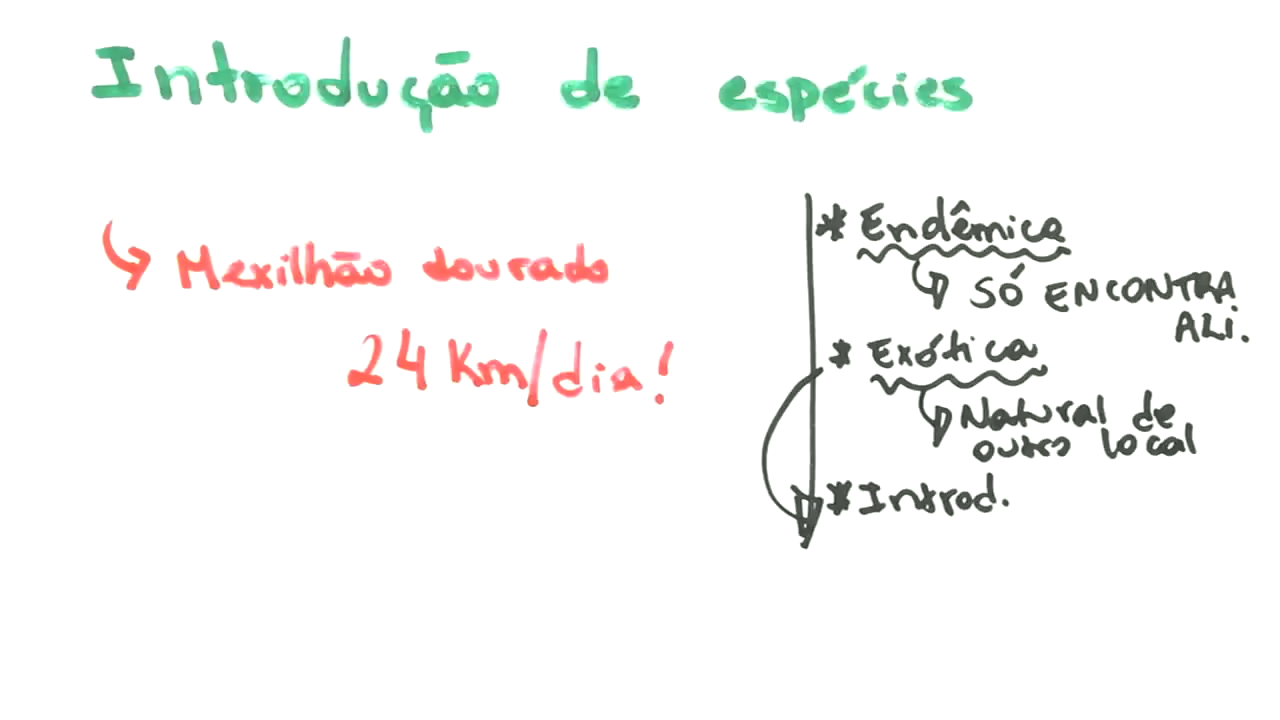 Introdução de espécies
Mexilhão dourado
24 Km/dia!
* Endêmica
SÓ ENCONTRA
ALi.
* Exótica
Natural de
outro local
* Introd.